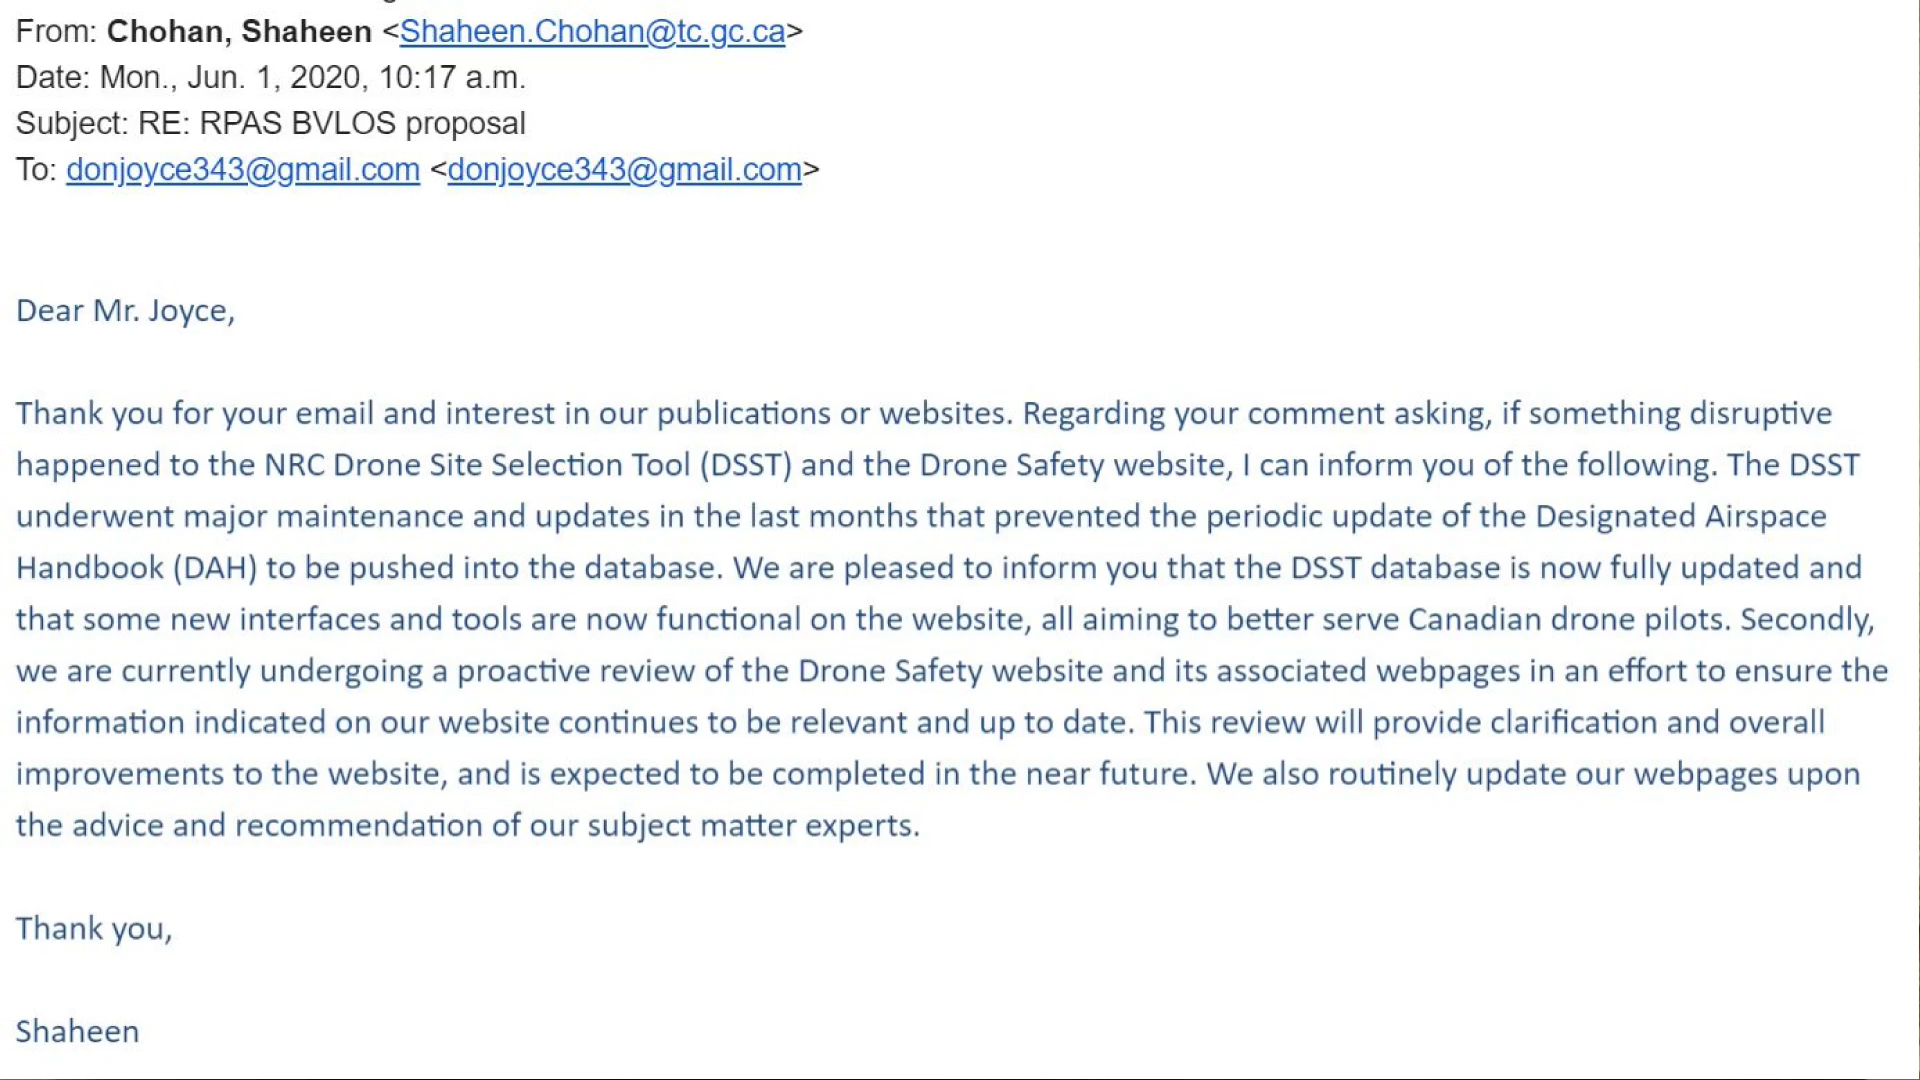 From: Chohan, Shaheen <Shaheen.Chohan@tc.gc.ca>
Date: Mon., Jun. 1, 2020, 10:17 a.m.
Subject: RE: RPAS BVLOS proposal
To: donjoyce343@gmail.com <donjoyce343@gmail.com>
Dear Mr. Joyce,
Thank you for your email and interest in our publications or websites. Regarding your comment asking, if something disruptive
happened to the NRC Drone Site Selection Tool (DSST) and the Drone Safety website, I can inform you of the following. The DSST
underwent major maintenance and updates in the last months that prevented the periodic update of the Designated Airspace
Handbook (DAH) to be pushed into the database. We are pleased to inform you that the DSST database is now fully updated and
that some new interfaces and tools are now functional on the website, all aiming to better serve Canadian drone pilots. Secondly,
we are currently undergoing a proactive review of the Drone Safety website and its associated webpages in an effort to ensure the
information indicated on our website continues to be relevant and up to date. This review will provide clarification and overall
improvements to the website, and is expected to be completed in the near future. We also routinely update our webpages upon
the advice and recommendation of our subject matter experts.
Thank you,
Shaheen